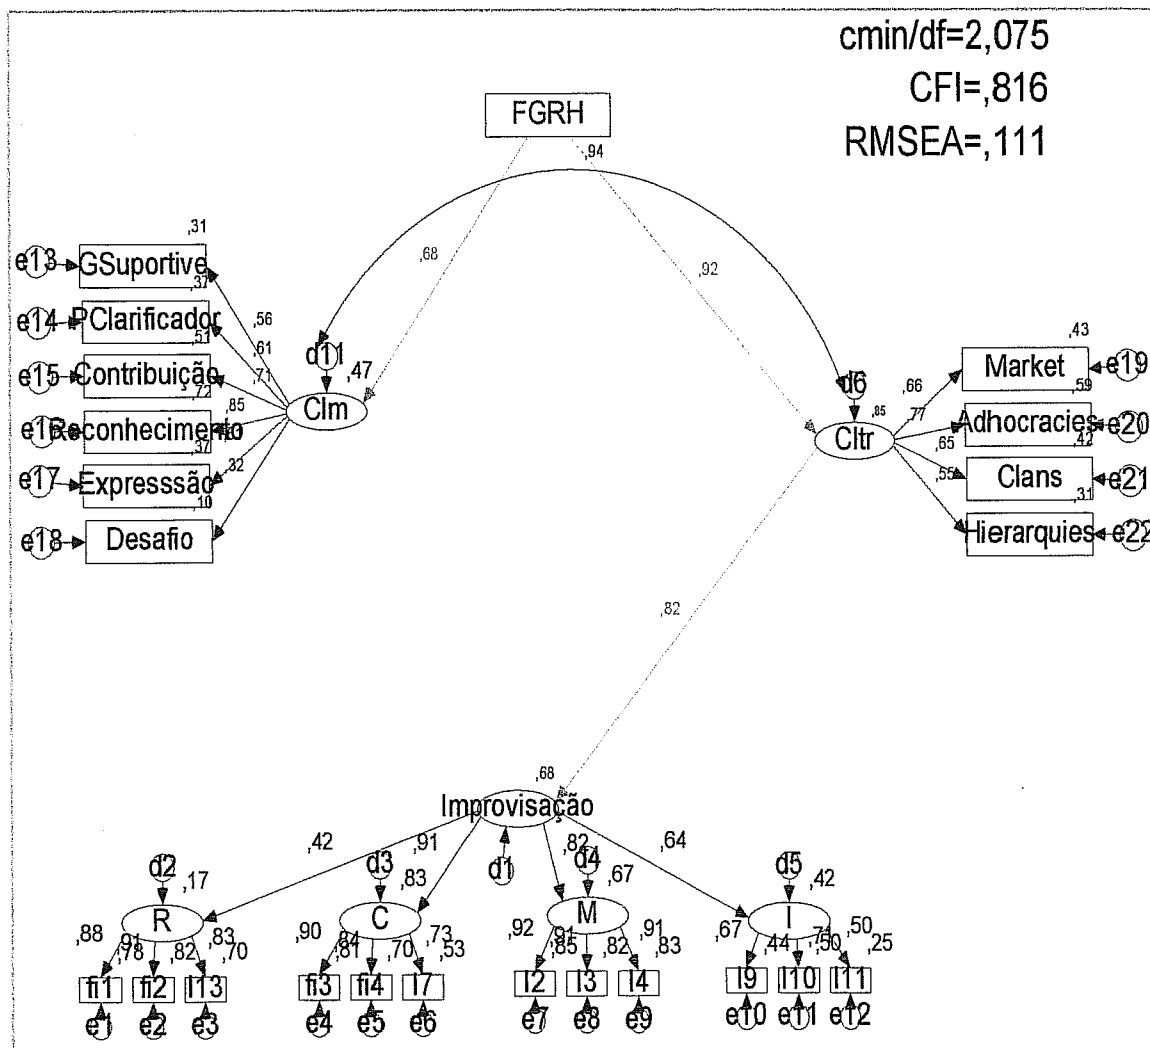 cmin/df=2,075
CFI=,816
RMSEA=,111
FGRH
,94
,68
,92
,31
e13
GSuportive
,37
e14
PClarificador
,51
e15
Contribuição
,72
Reconhecimento
,37
e17
Expresssão
,10
e18
Desafio
,56
,61
,71
,85
,32
d11
,47
Clm
d6
,85
Cltr
,66
,77
,65
,55
,43
Market
e19
,59
Adhocracies
e20
,42
Clans
e21
,31
Hierarquies
e22
,82
,68
Improvisação
d1
,42
,91
,82
,64
d2
,17
R
d3
,83
C
d4
,67
M
d5
,42
I
,88
,78
,91
,82
,83
,70
,90
,81
,84
,70
,73
,53
,92
,85
,91
,82
,91
,83
,67
,44
,71
,50
,50
,25
fi1
fi2
I13
fi3
fi4
I7
I2
I3
I4
I9
I10
I11
e1
e2
e3
e4
e5
e6
e7
e8
e9
e10
e11
e12